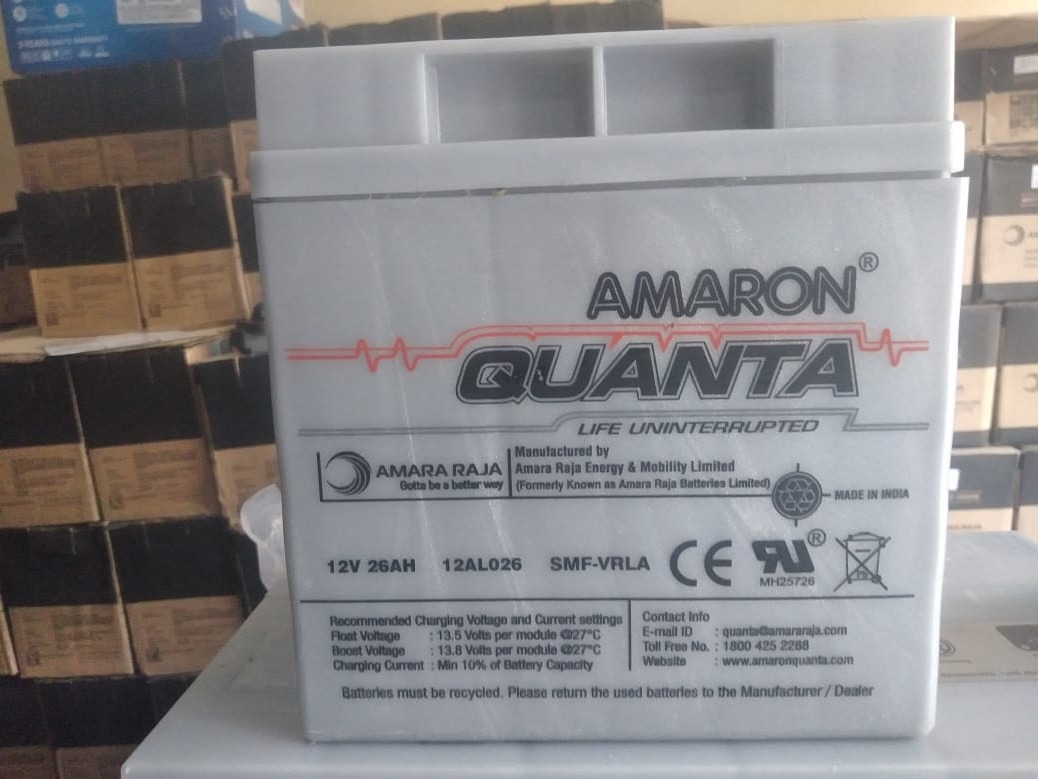 AMARON®
QUANTA
LIFE UNINTERRUPTED
AMARA RAJA
Gotta be a better way
Manufactured by
Amara Raja Energy & Mobility Limited
(Formerly Known as Amara Raja Batteries Limited)
MADE IN INDIA
12V 26AH 12AL026 SMF-VRLA CE RU®
MH25726
Pb
Recommended Charging Voltage and Current settings
Float Voltage : 13.5 Volts per module @27°C
Boost Voltage : 13.8 Volts per module @27°C
Charging Current : Min 10% of Battery Capacity
Contact Info
E-mail ID : quanta@amararaja.com
Toll Free No. : 1800 425 2288
Website : www.amaronquanta.com
Batteries must be recycled. Please return the used batteries to the Manufacturer / Dealer